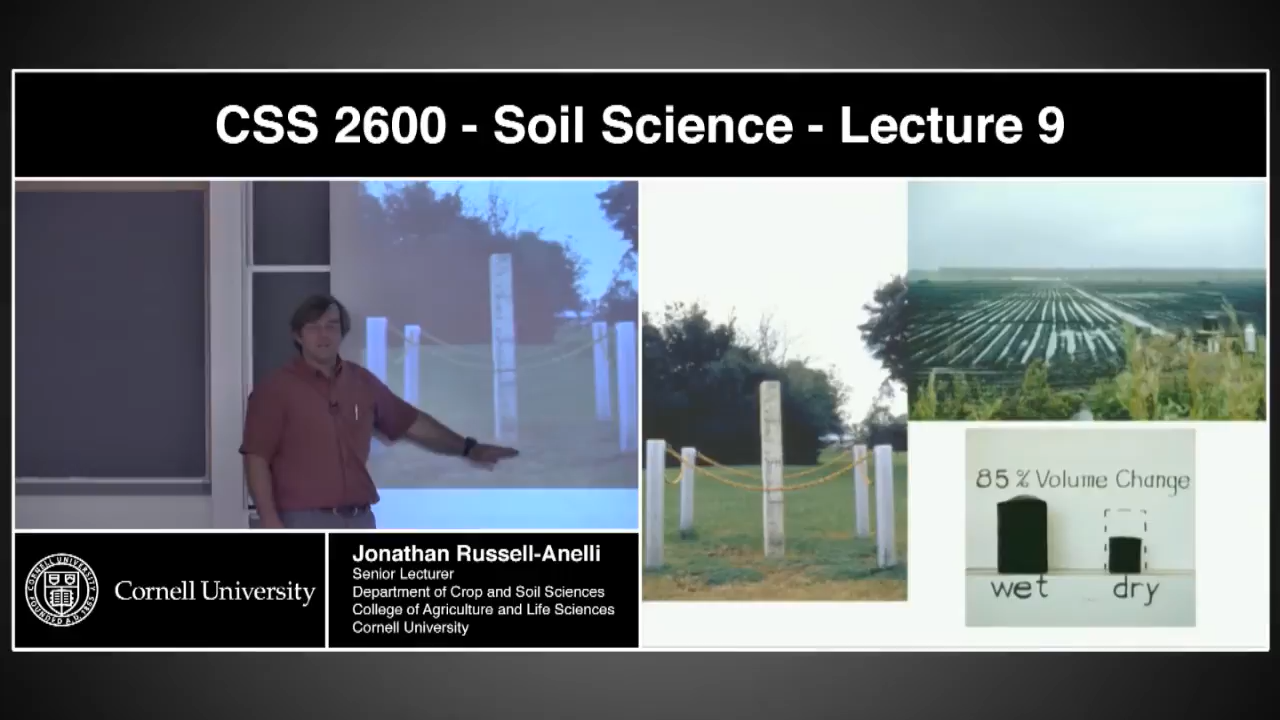 CSS 2600 - Soil Science - Lecture 9
85 % Volume Change
wet dry
Cornell University
Jonathan Russell-Anelli
Senior Lecturer
Department of Crop and Soil Sciences
College of Agriculture and Life Sciences
Cornell University